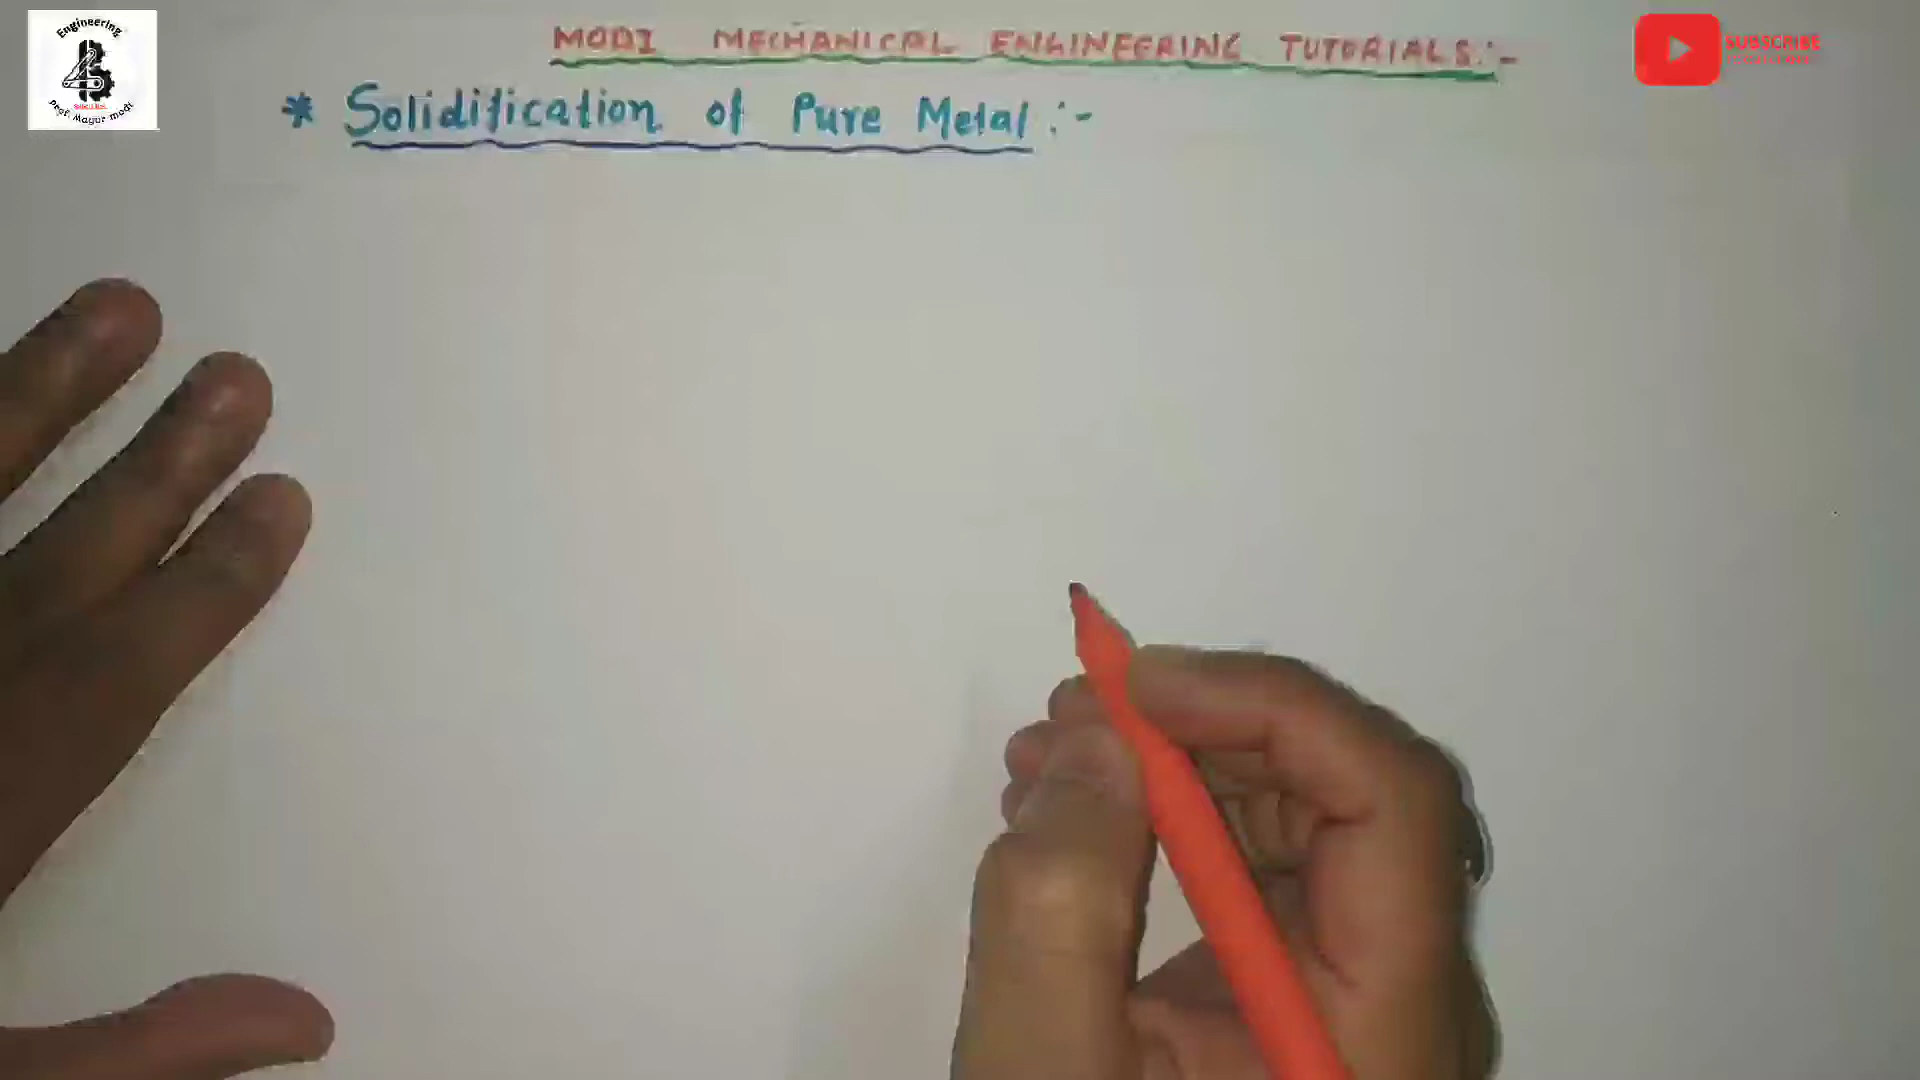 MODI MECHANICAL ENGINEERING TUTORIALS:-
SUBSCRIBE
* Solidification of Pure Metal :-
Engineering
Prof. Mayur modi